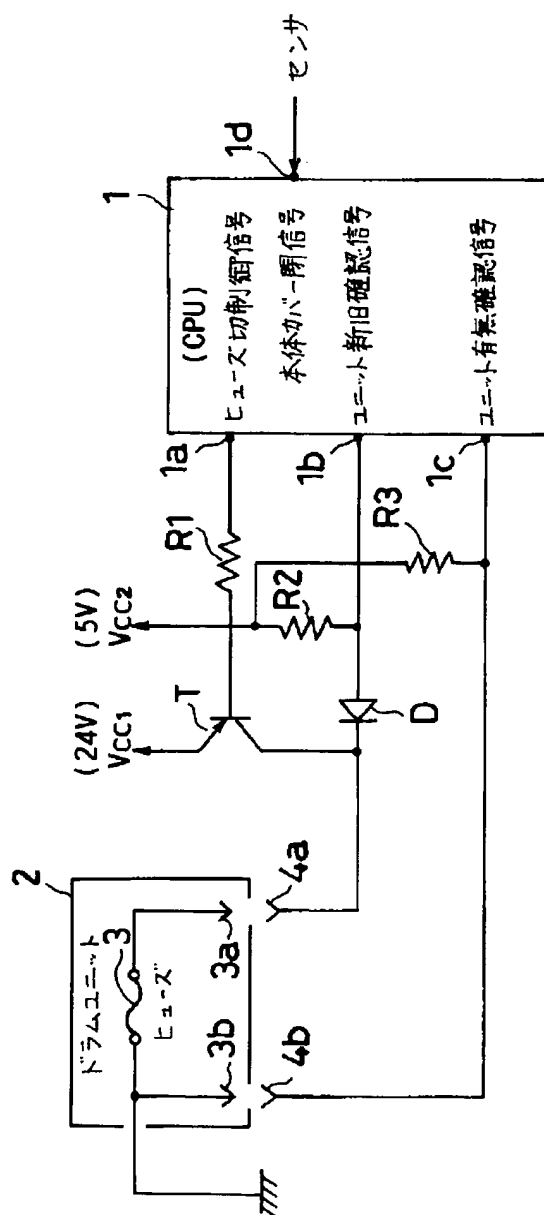 2
ドラムユニット
3
ヒューズ
3b
3a
4b
4a
(24V)
Vcc1
(5V)
Vcc2
T
R1
R2
R3
D
1
1a
1b
1c
1d
(CPU)
ヒューズ切制御信号
本体カバー閉信号
ユニット新旧確認信号
ユニット有無確認信号
センサ